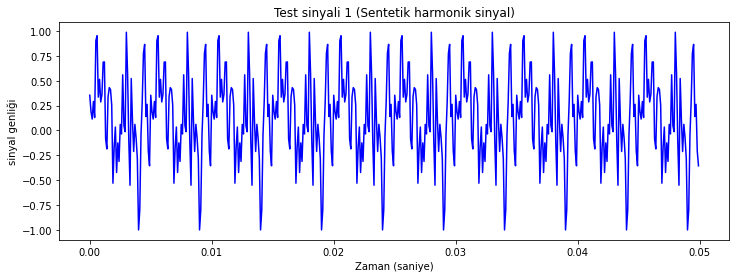 Test sinyali 1 (Sentetik harmonik sinyal)
sinyal genliği
1.00
0.75
0.50
0.25
0.00
−0.25
−0.50
−0.75
−1.00
0.00 0.01 0.02 0.03 0.04 0.05
Zaman (saniye)